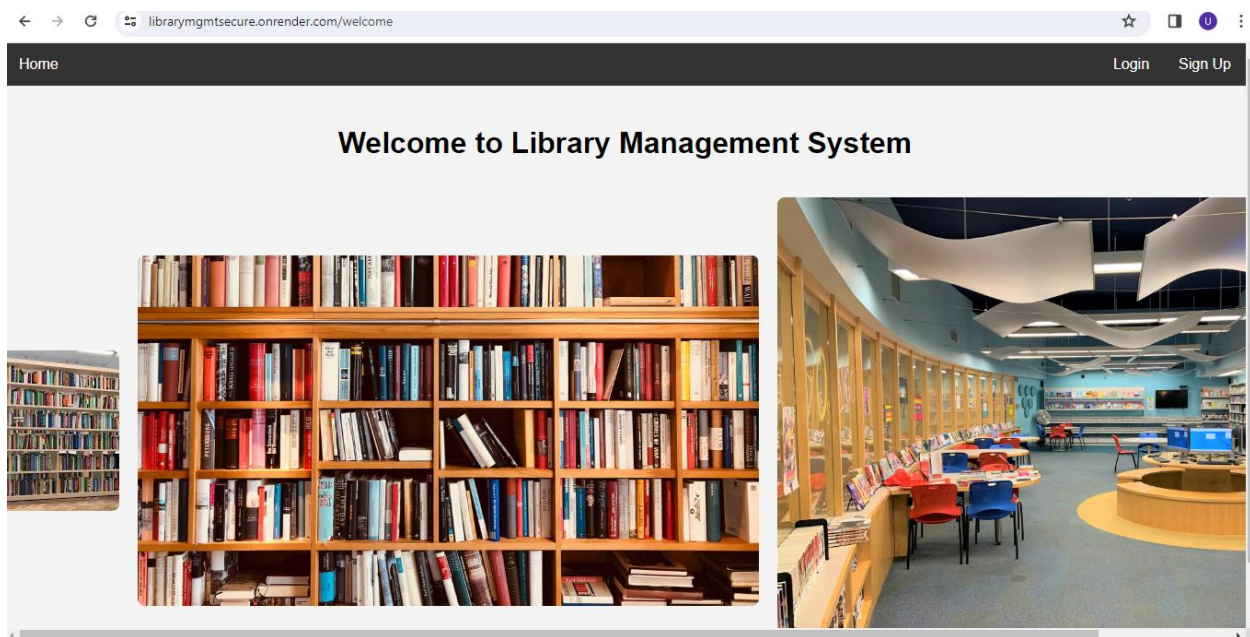 librarymgmtsecure.onrender.com/welcome
U
Home
Login
Sign Up
Welcome to Library Management System